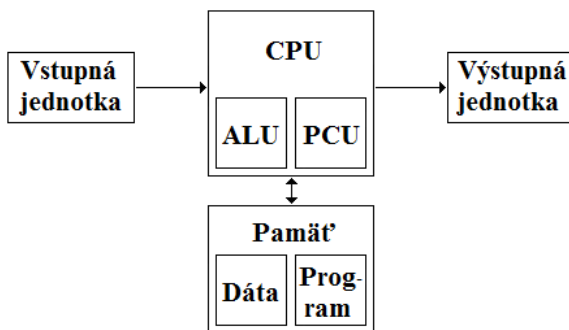 CPU
Vstupná
jednotka
ALU
PCU
Výstupná
jednotka
Pamäť
Dáta
Prog-
ram